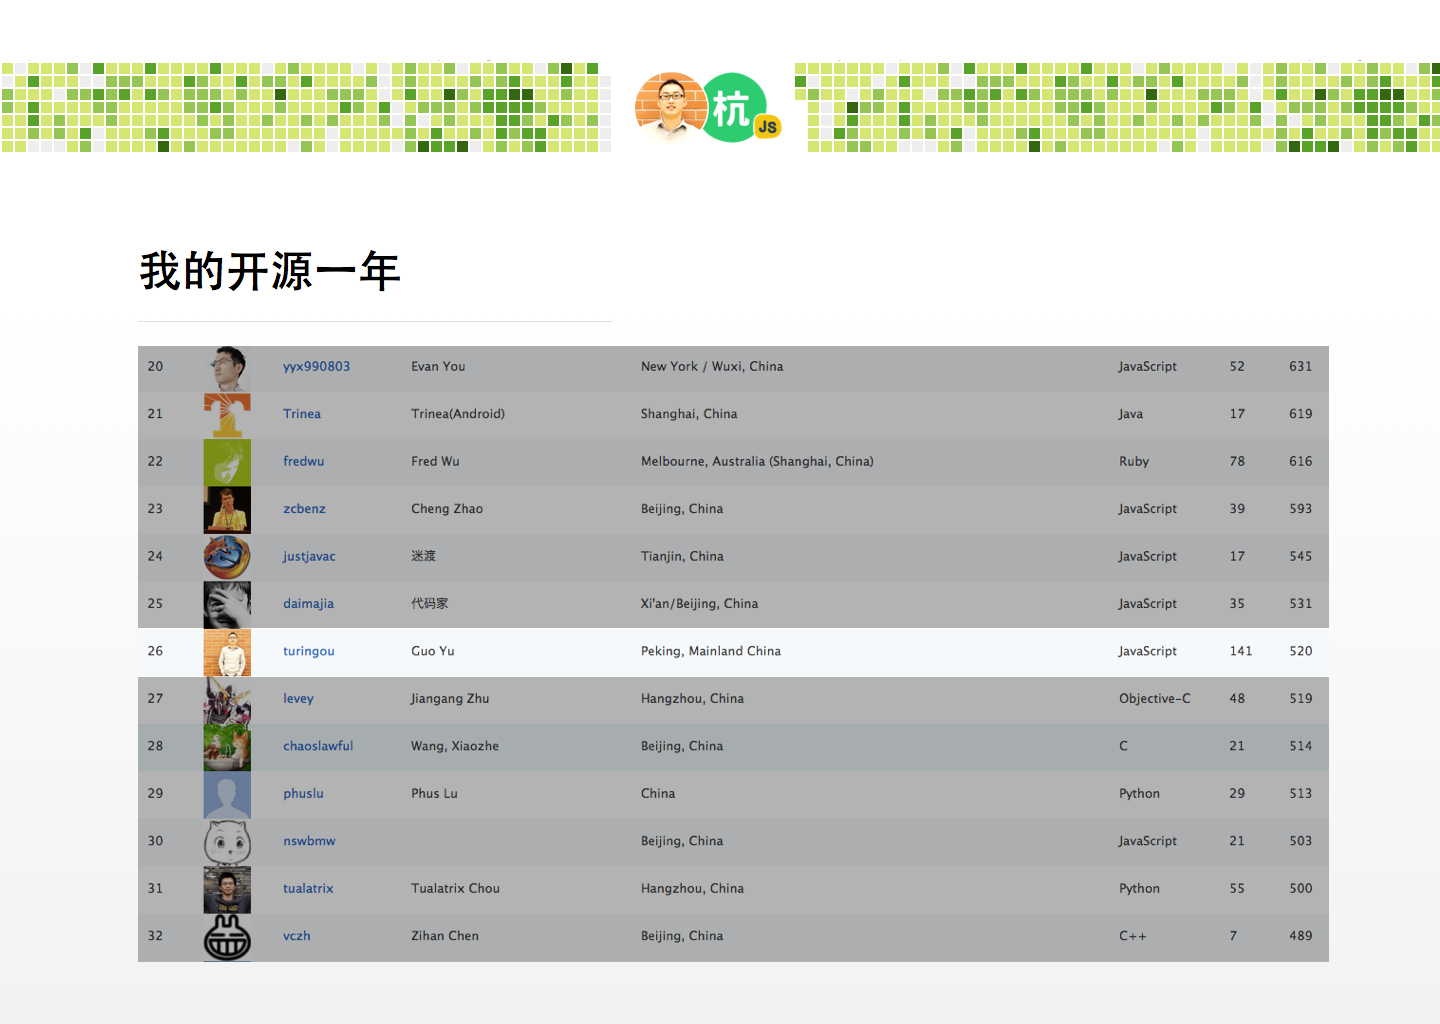 杭
JS
我的开源一年
20 yyx990803 Evan You New York / Wuxi, China JavaScript 52 631
21 Trinea Trinea(Android) Shanghai, China Java 17 619
22 fredwu Fred Wu Melbourne, Australia (Shanghai, China) Ruby 78 616
23 zcbenz Cheng Zhao Beijing, China JavaScript 39 593
24 justjavac 迷渡 Tianjin, China JavaScript 17 545
25 daimajia 代码家 Xi'an/Beijing, China JavaScript 35 531
26 turingou Guo Yu Peking, Mainland China JavaScript 141 520
27 levey Jiangang Zhu Hangzhou, China Objective-C 48 519
28 chaoslawful Wang, Xiaozhe Beijing, China C 21 514
29 phuslu Phus Lu China Python 29 513
30 nswbmw Beijing, China JavaScript 21 503
31 tualatrix Tualatrix Chou Hangzhou, China Python 55 500
32 vczh Zihan Chen Beijing, China C++ 7 489